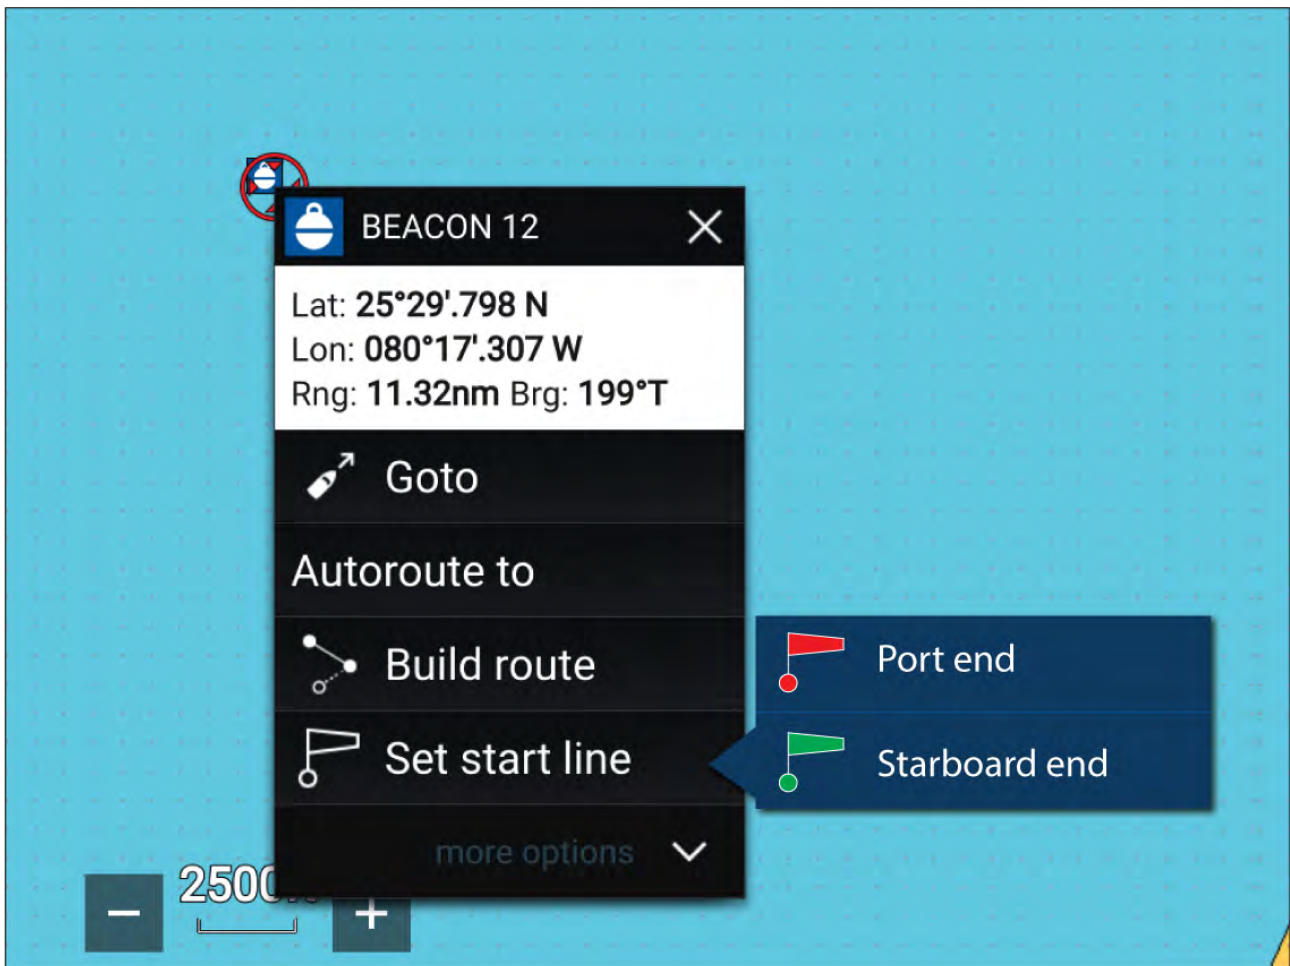 BEACON 12
Lat: 25°29'.798 N
Lon: 080°17'.307 W
Rng: 11.32nm Brg: 199°T
Goto
Autoroute to
Build route
Port end
Set start line
Starboard end
more options